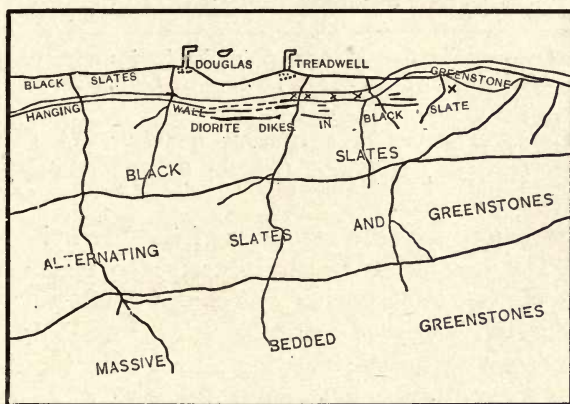 DOUGLAS TREADWELL
BLACK SLATES GREENSTONE
HANGING WALL BLACK SLATE
DIORITE DIKES IN
BLACK SLATES
ALTERNATING SLATES AND GREENSTONES
MASSIVE BEDDED GREENSTONES